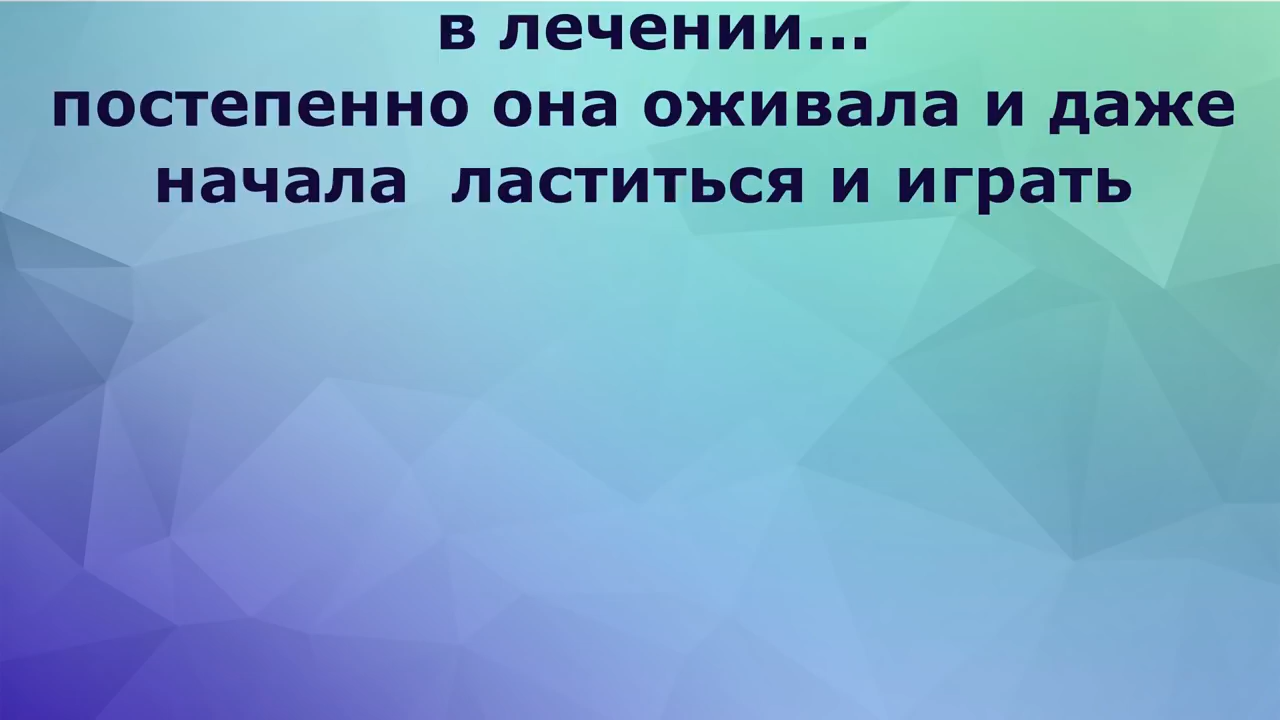 в лечении...
постепенно она оживала и даже
начала  ластиться и играть